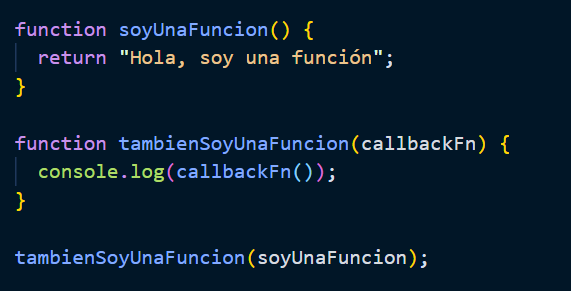 function soyUnaFuncion() {
  return "Hola, soy una función";
}

function tambienSoyUnaFuncion(callbackFn) {
  console.log(callbackFn());
}

tambienSoyUnaFuncion(soyUnaFuncion);